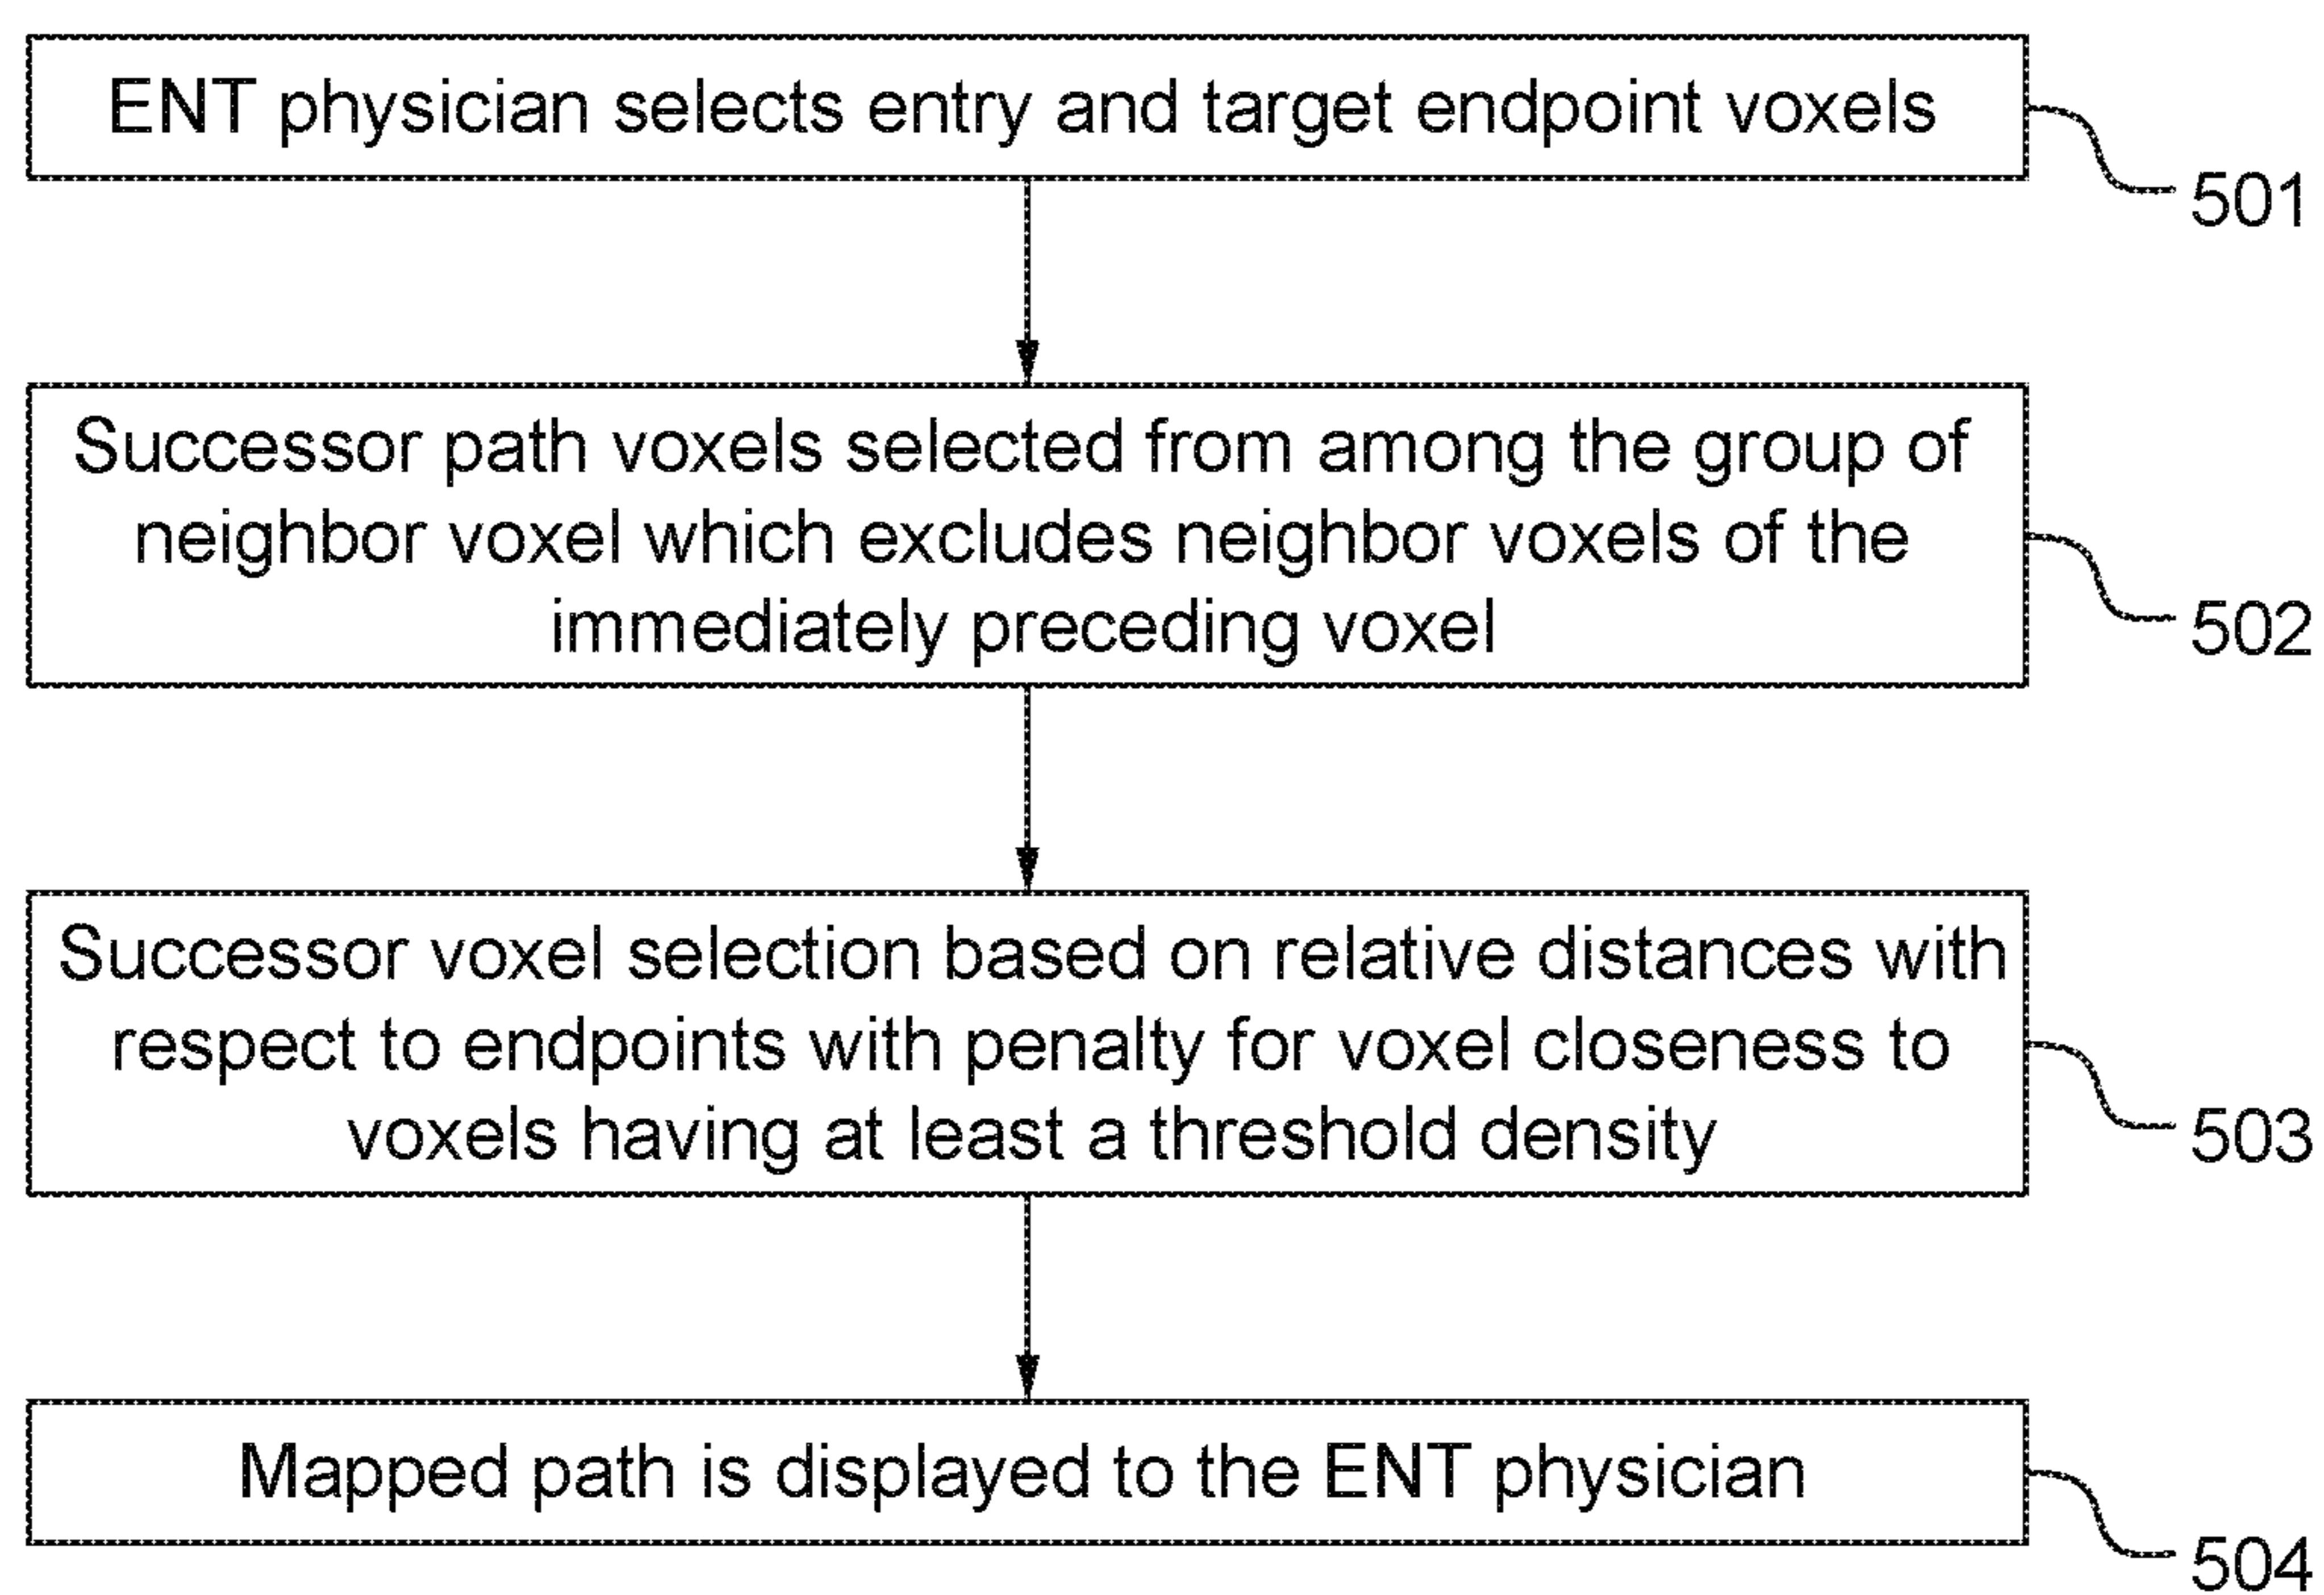 ENT physician selects entry and target endpoint voxels
501
Successor path voxels selected from among the group of
neighbor voxel which excludes neighbor voxels of the
immediately preceding voxel
502
Successor voxel selection based on relative distances with
respect to endpoints with penalty for voxel closeness to
voxels having at least a threshold density
503
Mapped path is displayed to the ENT physician
504